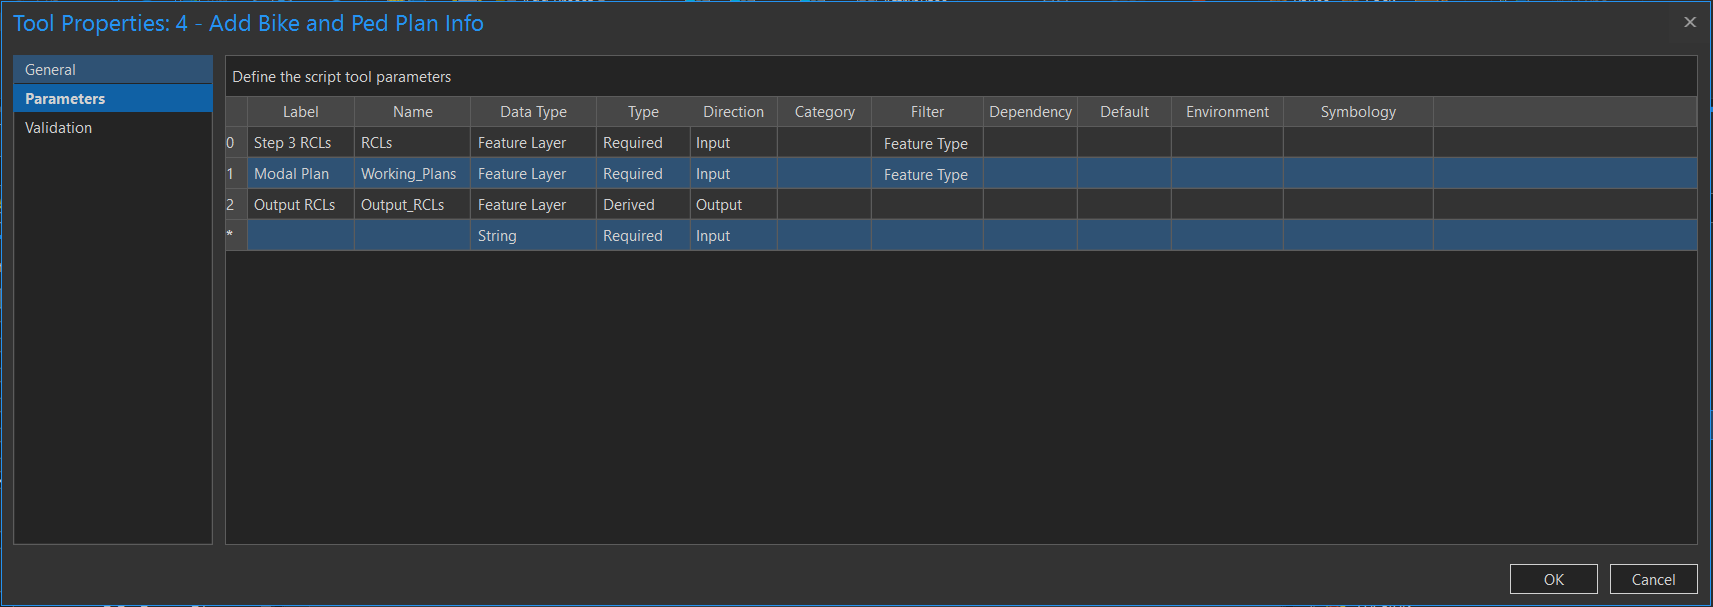 Tool Properties: 4 - Add Bike and Ped Plan Info
General
Parameters
Validation
Define the script tool parameters
Label Name Data Type Type Direction Category Filter Dependency Default Environment Symbology
0 Step 3 RCLs RCLs Feature Layer Required Input Feature Type
1 Modal Plan Working_Plans Feature Layer Required Input Feature Type
2 Output RCLs Output_RCLs Feature Layer Derived Output
* String Required Input
OK Cancel